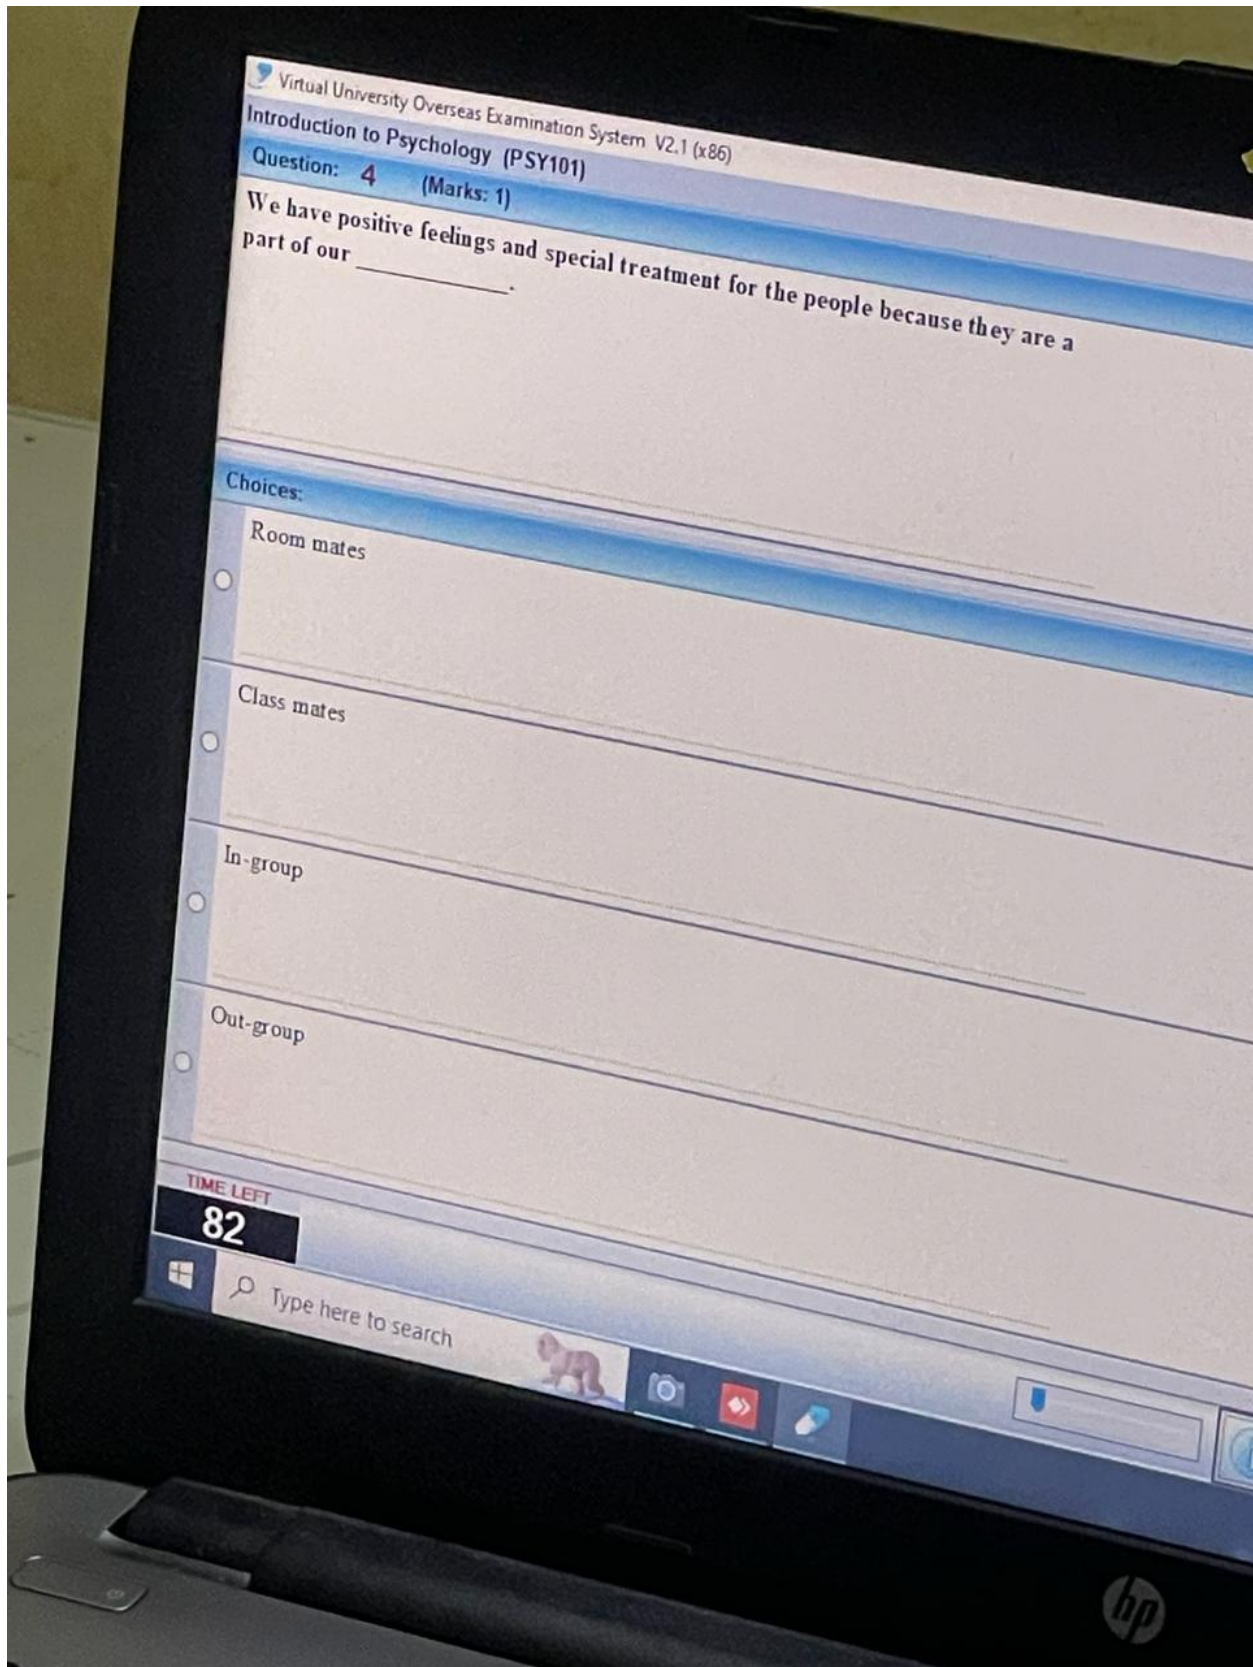 Virtual University Overseas Examination System V2.1 (x86)
Introduction to Psychology (PSY101)
Question: 4 (Marks: 1)
We have positive feelings and special treatment for the people because they are a
part of our __________.
Choices:
Room mates
Class mates
In-group
Out-group
TIME LEFT
82
Type here to search
hp